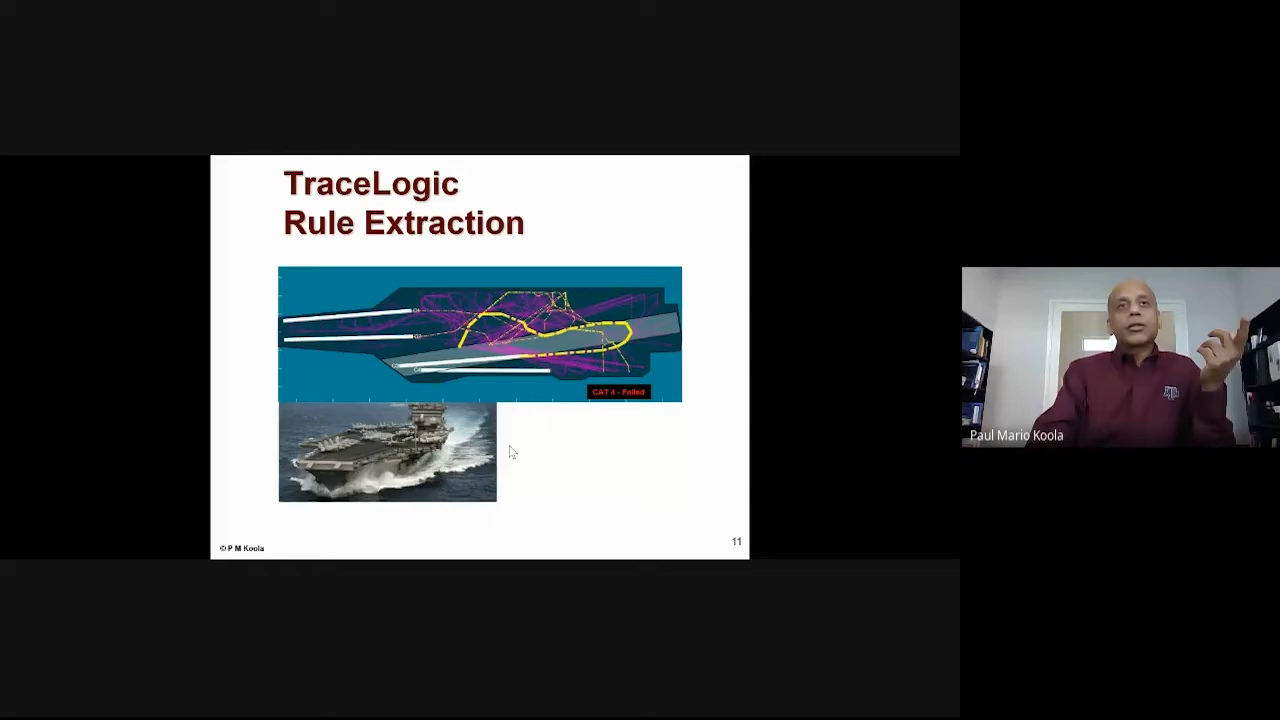 TraceLogic
Rule Extraction
CAT 4 - Failed
© P M Koola
11
Paul Mario Koola